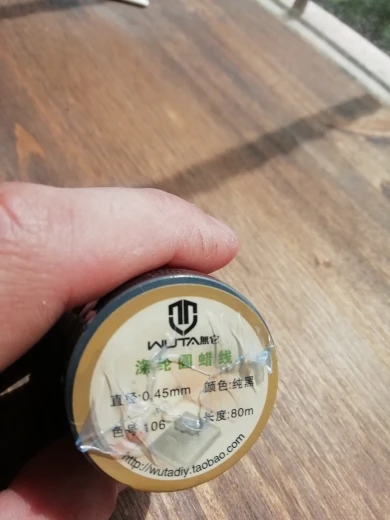 WUTA無它
涤纶圆蜡线
直径:0.45mm 颜色:纯黑
色号:106 长度:80m
http://wutadiy.taobao.com